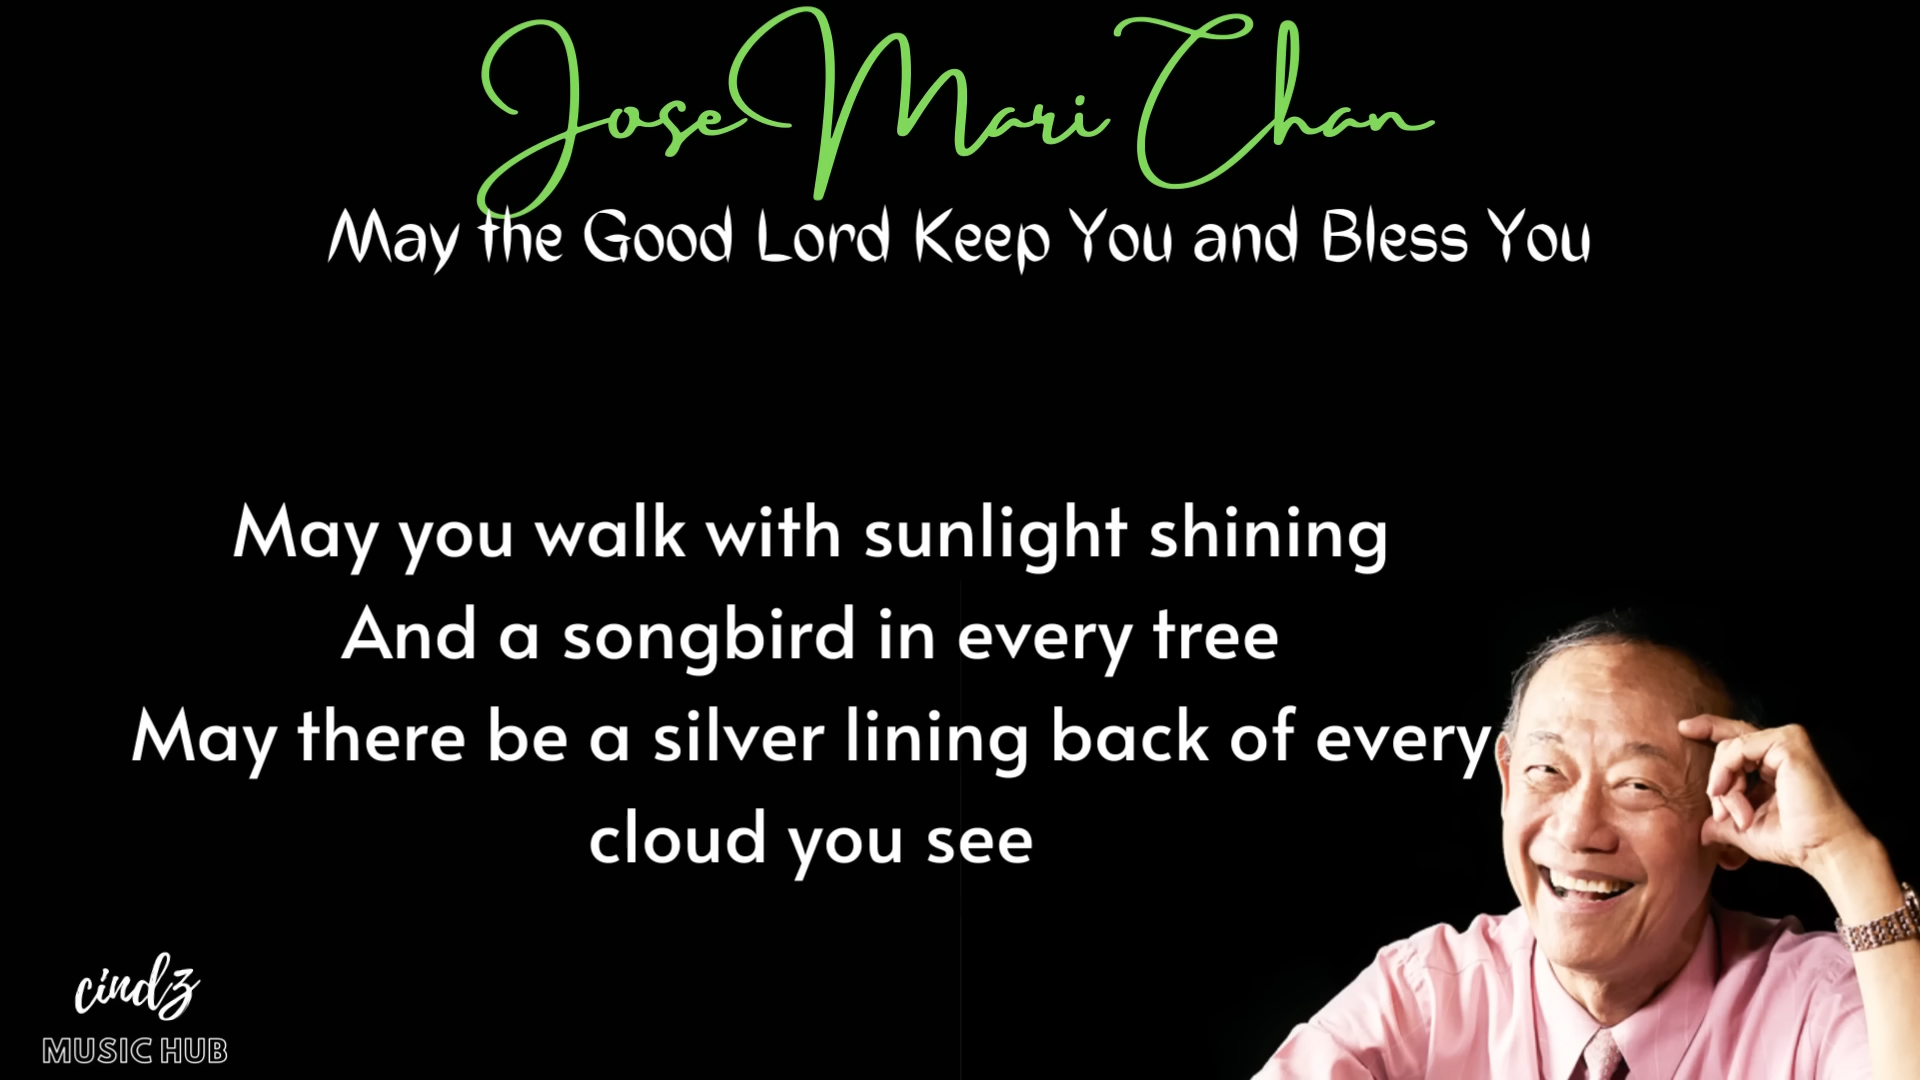 Jose Mari Chan
May the Good Lord Keep You and Bless You
May you walk with sunlight shining
And a songbird in every tree
May there be a silver lining back of every
cloud you see
cindz
MUSIC HUB